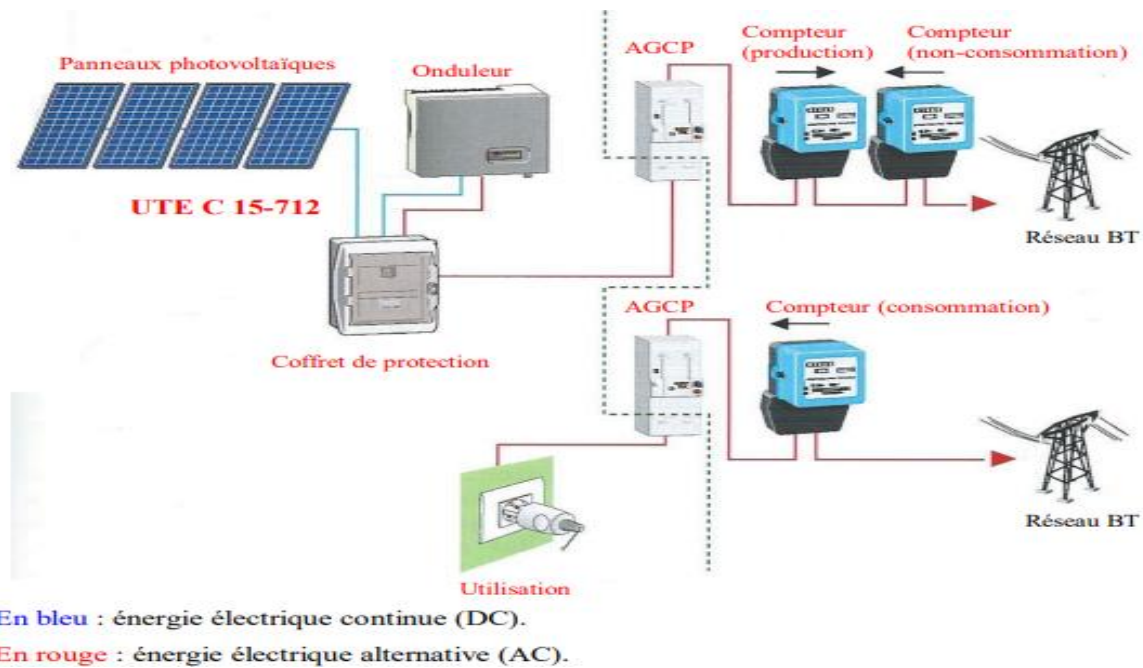 Panneaux photovoltaïques
Onduleur
AGCP
Compteur
(production)
Compteur
(non-consommation)
UTE C 15-712
Réseau BT
Coffret de protection
AGCP
Compteur (consommation)
Réseau BT
Utilisation
En bleu : énergie électrique continue (DC).
En rouge : énergie électrique alternative (AC).